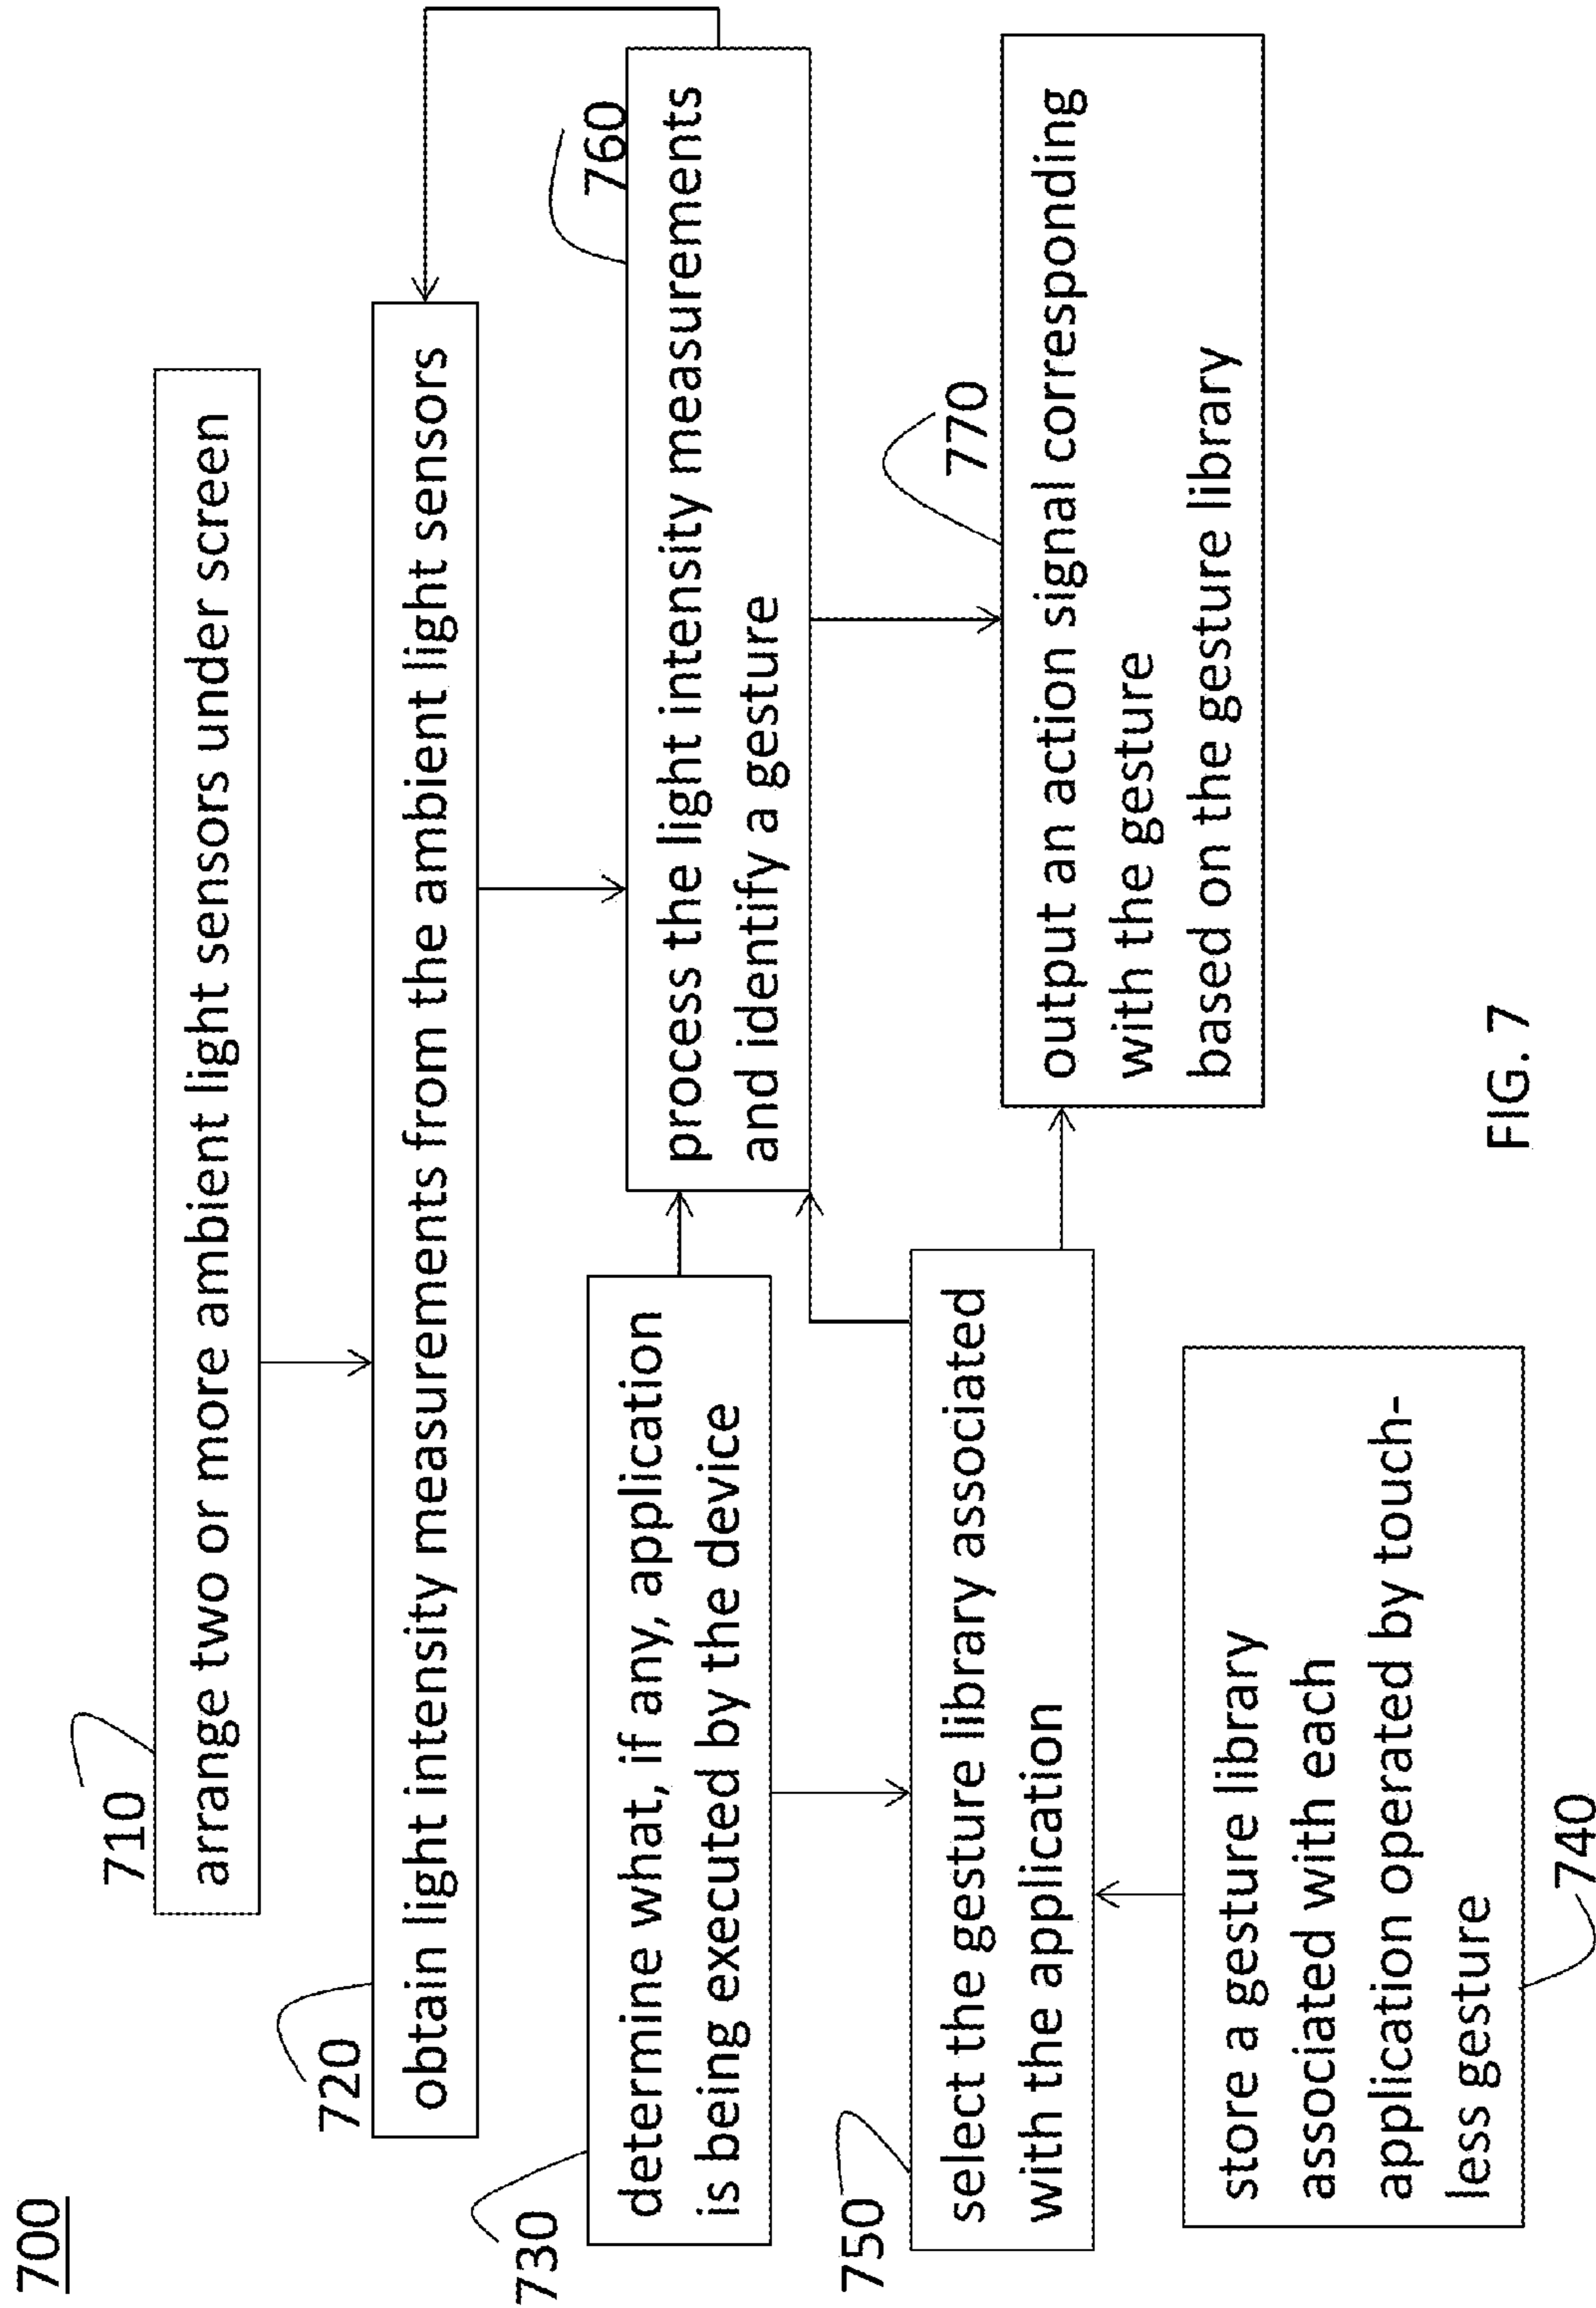 700
710
arrange two or more ambient light sensors under screen
720
obtain light intensity measurements from the ambient light sensors
730
determine what, if any, application
is being executed by the device
760
process the light intensity measurements
and identify a gesture
750
select the gesture library associated
with the application
770
output an action signal corresponding
with the gesture
based on the gesture library
store a gesture library
associated with each
application operated by touch-
less gesture
740
FIG. 7